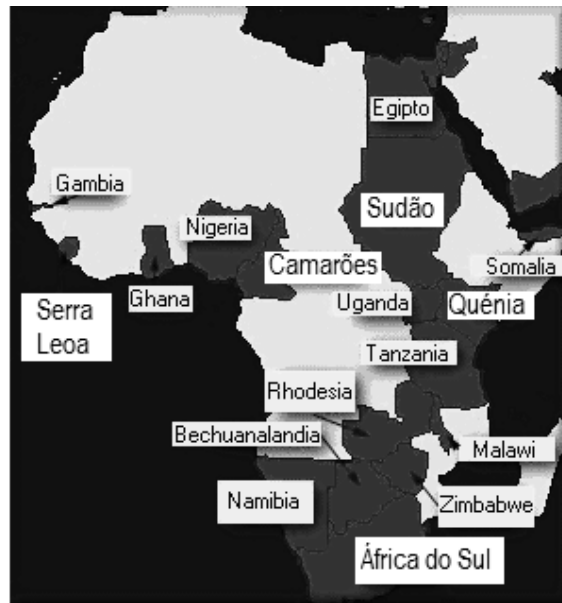 Egipto
Gambia
Sudão
Nigeria
Camarões
Somalia
Ghana
Serra
Leoa
Uganda
Quénia
Tanzania
Rhodesia
Bechuanalandia
Malawi
Namibia
Zimbabwe
África do Sul